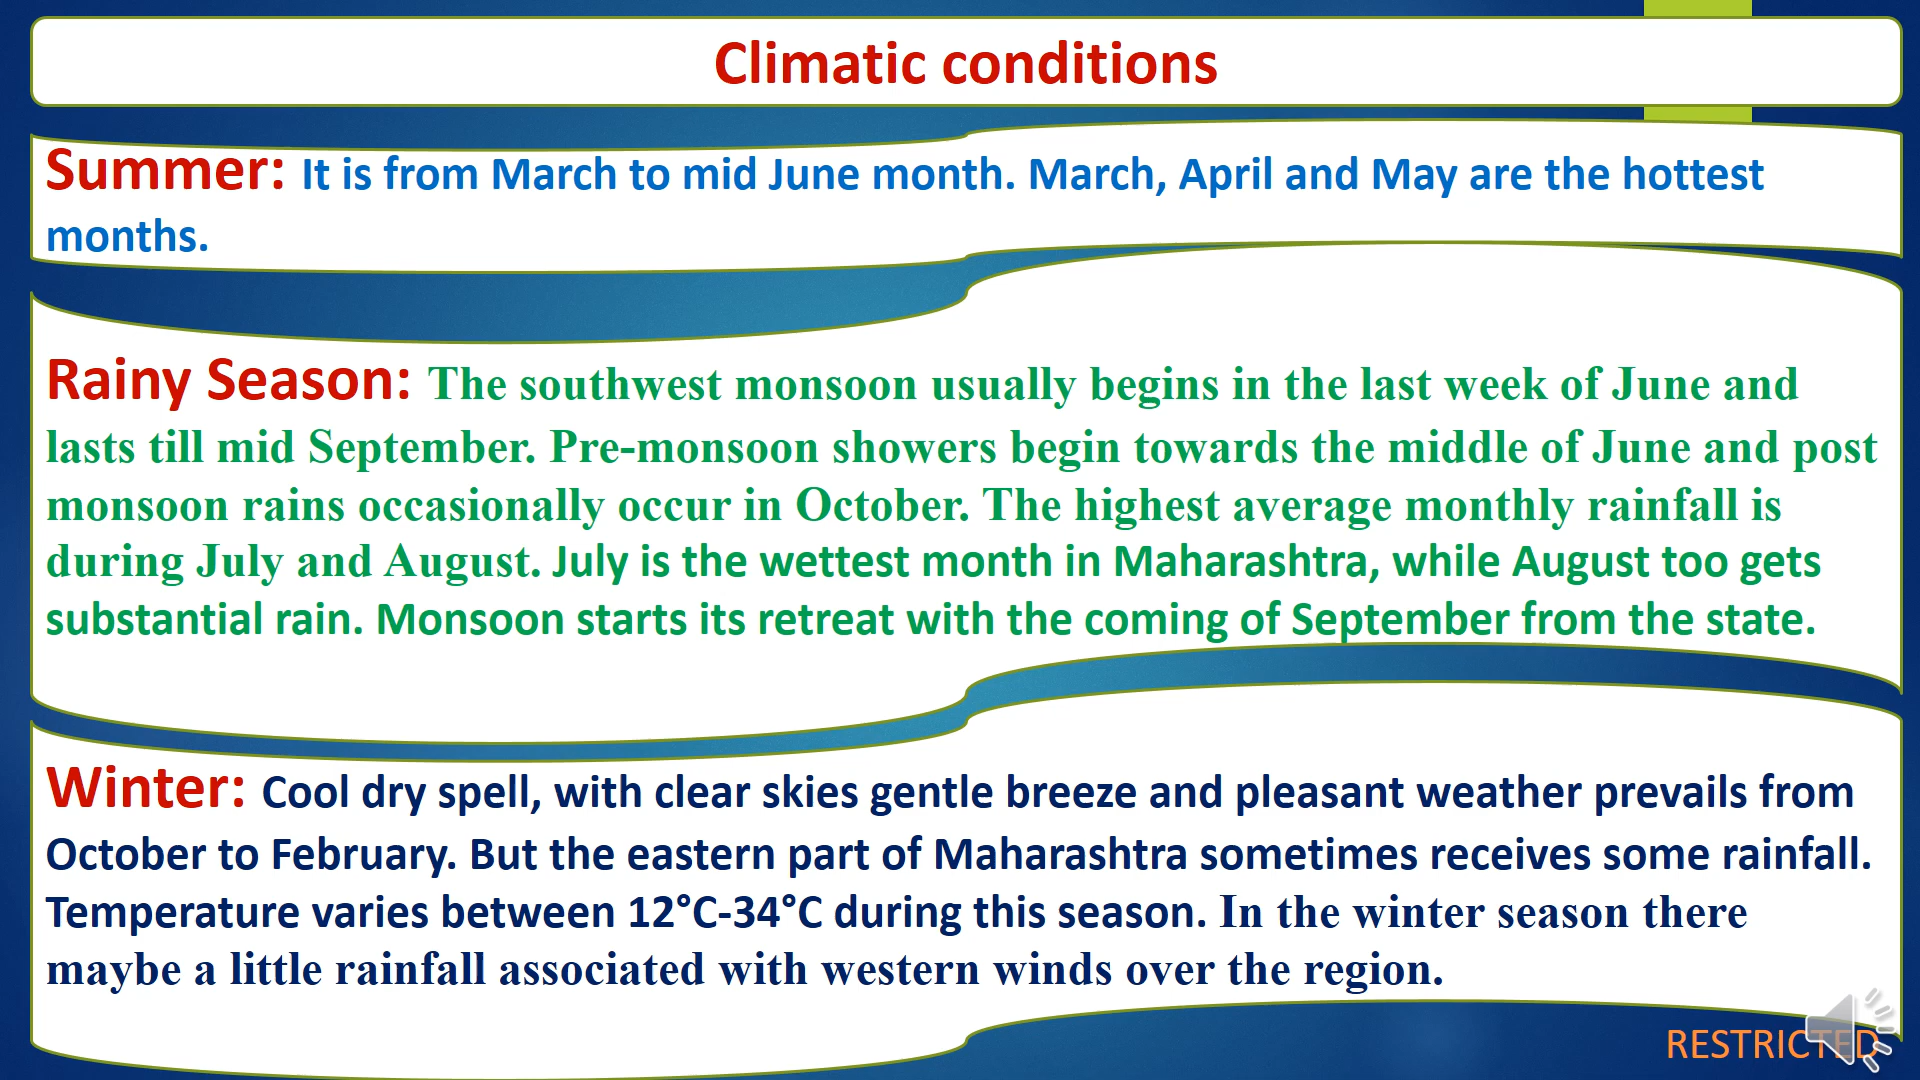 Climatic conditions
Summer: It is from March to mid June month. March, April and May are the hottest
months.
Rainy Season: The southwest monsoon usually begins in the last week of June and
lasts till mid September. Pre-monsoon showers begin towards the middle of June and post
monsoon rains occasionally occur in October. The highest average monthly rainfall is
during July and August. July is the wettest month in Maharashtra, while August too gets
substantial rain. Monsoon starts its retreat with the coming of September from the state.
Winter: Cool dry spell, with clear skies gentle breeze and pleasant weather prevails from
October to February. But the eastern part of Maharashtra sometimes receives some rainfall.
Temperature varies between 12°C-34°C during this season. In the winter season there
maybe a little rainfall associated with western winds over the region.
RESTRICTED